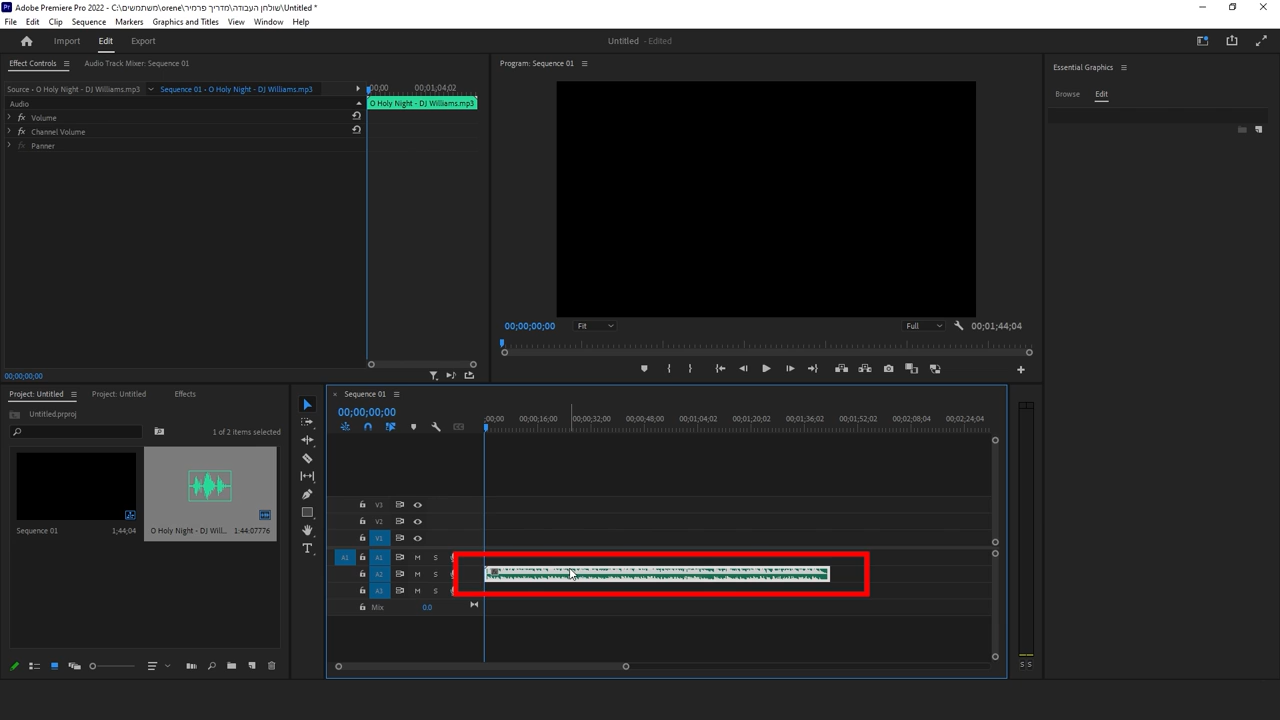 Adobe Premiere Pro 2022 - C:\משתמשים\orene\שולחן העבודה\מדריך פרמייר\Untitled *
File Edit Clip Sequence Markers Graphics and Titles View Window Help
Import Edit Export
Untitled - Edited
Effect Controls Audio Track Mixer: Sequence 01
Program: Sequence 01
Essential Graphics
Source • O Holy Night - DJ Williams.mp3 Sequence 01 • O Holy Night - DJ Williams.mp3
;00;00 00;01;04;02
Browse Edit
Audio
O Holy Night - DJ Williams.mp3
fx Volume
fx Channel Volume
fx Panner
00;00;00;00 Fit Full 00;01;44;04
00;00;00;00
Project: Untitled Project: Untitled Effects
Untitled.prproj
1 of 2 items selected
Sequence 01 1;44;04
O Holy Night - DJ Will... 1:44:07776
Sequence 01
00;00;00;00
;00;00 00;00;16;00 00;00;32;00 00;00;48;00 00;01;04;02 00;01;20;02 00;01;36;02 00;01;52;02 00;02;08;04 00;02;24;04
V3
V2
V1
A1 A1 M S
A2 M S
A3 M S
Mix 0.0
S S